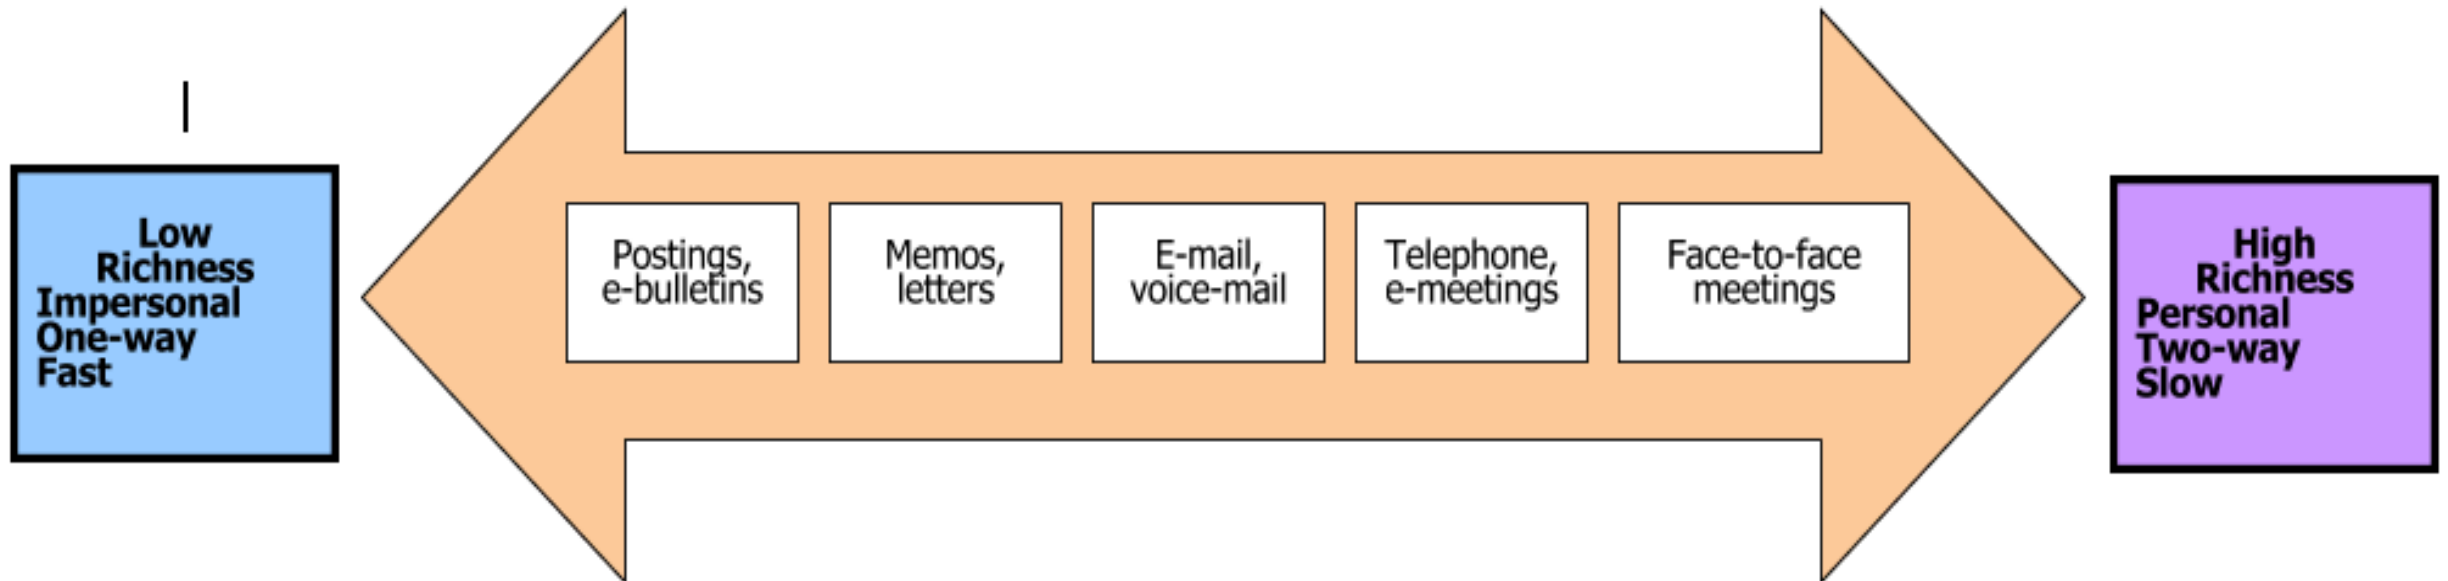 Low
Richness
Impersonal
One-way
Fast
Postings,
e-bulletins
Memos,
letters
E-mail,
voice-mail
Telephone,
e-meetings
Face-to-face
meetings
High
Richness
Personal
Two-way
Slow